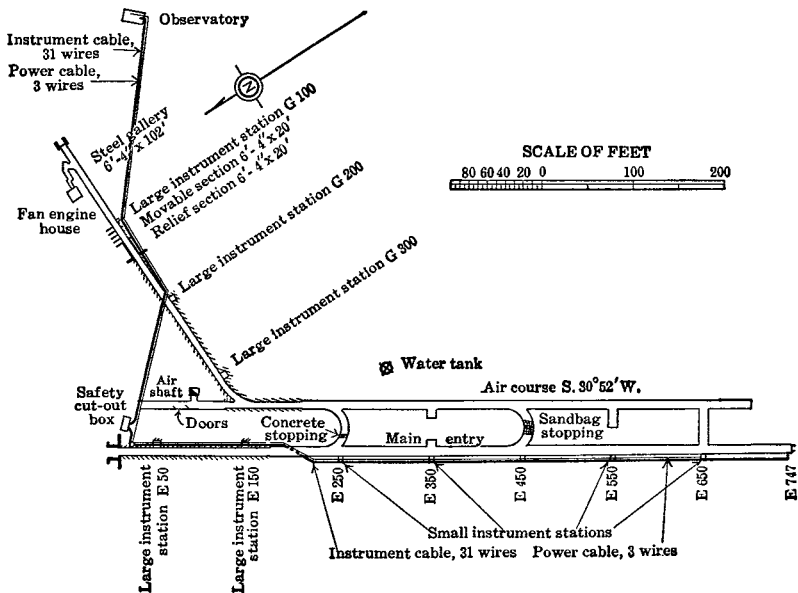 Observatory
Instrument cable,
31 wires
Power cable,
3 wires
N
Steel gallery
6'-4" x 102'
Large instrument station G 100
Movable section 6'-4" x 20'
Relief section 6'-4" x 20'
Large instrument station G 200
Large instrument station G 300
SCALE OF FEET
80 60 40 20 0 100 200
Fan engine
house
Water tank
Air
shaft
Air course S. 30°52' W.
Safety
cut-out
box
Doors
Concrete
stopping
Main entry
Sandbag
stopping
Large instrument
station E 50
Large instrument
station E 150
E 250
E 350
E 450
E 550
E 650
E 747
Small instrument stations
Instrument cable, 31 wires
Power cable, 3 wires